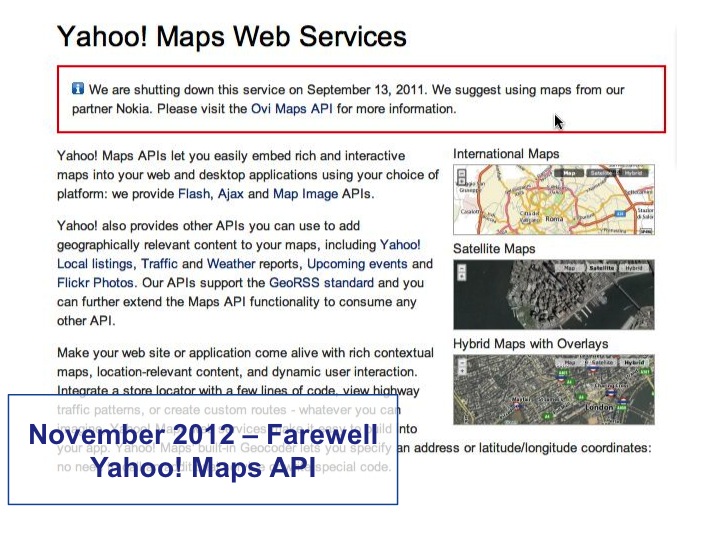 Yahoo! Maps Web Services
We are shutting down this service on September 13, 2011. We suggest using maps from our
partner Nokia. Please visit the Ovi Maps API for more information.
Yahoo! Maps APIs let you easily embed rich and interactive
maps into your web and desktop applications using your choice of
platform: we provide Flash, Ajax and Map Image APIs.
Yahoo! also provides other APIs you can use to add
geographically relevant content to your maps, including Yahoo!
Local listings, Traffic and Weather reports, Upcoming events and
Flickr Photos. Our APIs support the GeoRSS standard and you
can further extend the Maps API functionality to consume any
other API.
Make your web site or application come alive with rich contextual
maps, location-relevant content, and dynamic user interaction.
Integrate a store locator with a few lines of code, view highway
traffic patterns, or create custom routes - whatever you can
into
your app. Yahoo! Maps' built-in Geocoder lets you specify an address or latitude/longitude coordinates:
no need special code.
International Maps
Map Satellite Hybrid
Roma
Satellite Maps
Map Satellite Hybrid
Hybrid Maps with Overlays
Map Satellite Hybrid
London
November 2012 – Farewell
Yahoo! Maps API